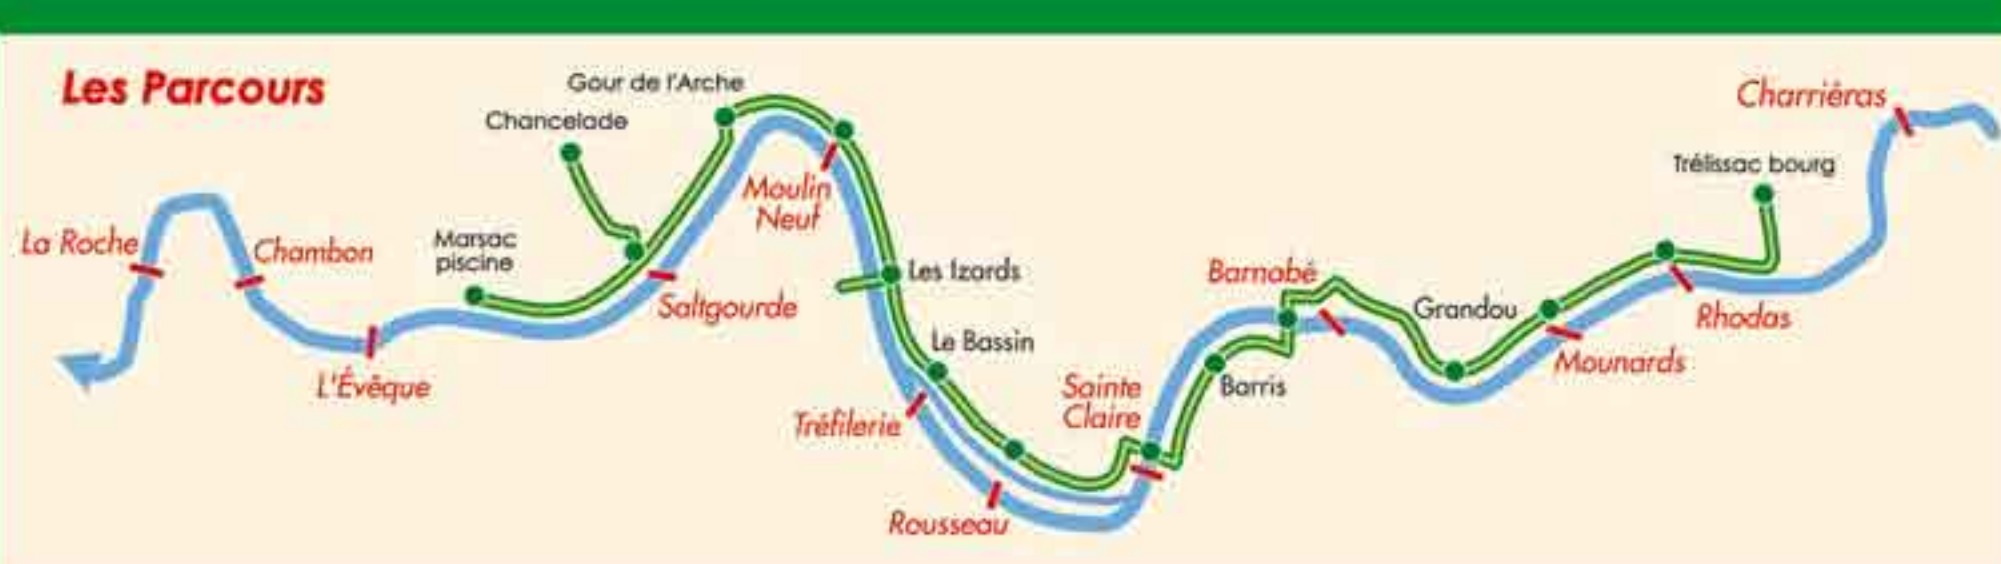 Les Parcours
Gour de l'Arche
Chancelade
Charriéras
Trélissac bourg
Moulin
Neuf
La Roche
Chambon
Marsac
piscine
Saltgourde
Les Izards
Barnabé
Grandou
Rhodas
Le Bassin
L'Évêque
Mounards
Sainte
Claire
Barris
Tréfilerie
Rousseau